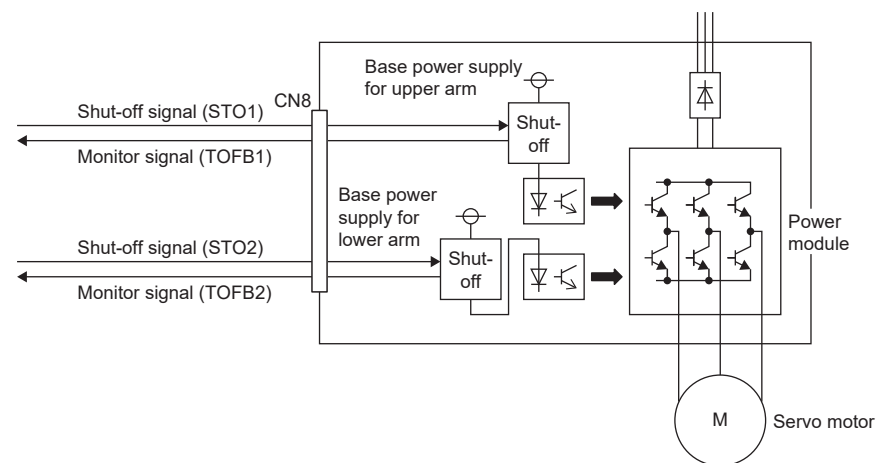 Base power supply
for upper arm
CN8
Shut-off signal (STO1)
Shut-
off
Monitor signal (TOFB1)
Base power
supply for
lower arm
Power
module
Shut-off signal (STO2)
Shut-
off
Monitor signal (TOFB2)
M
Servo motor